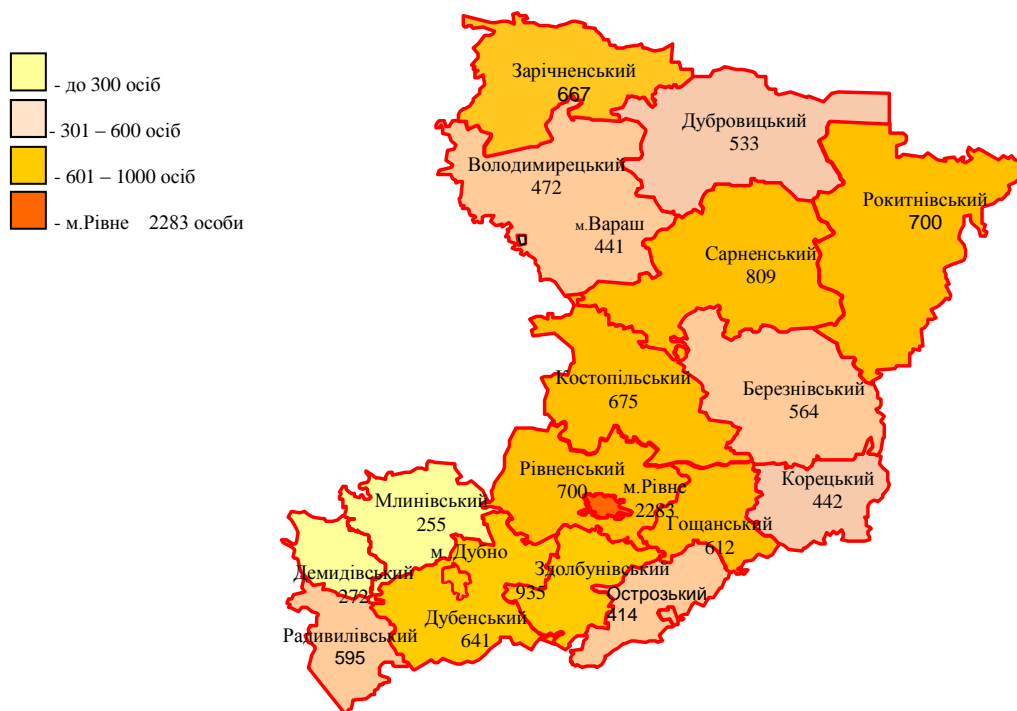 - до 300 осіб
- 301 – 600 осіб
- 601 – 1000 осіб
- м.Рівне 2283 особи
Зарічненський
667
Дубровицький
533
Володимирецький
472
Рокитнівський
700
м.Вараш
441
Сарненський
809
Костопільський
675
Березнівський
564
Рівненський
700
м.Рівне
2283
Корецький
442
Млинівський
255
Гощанський
612
м. Дубно
Здолбунівський
935
Демидівський
272
Острозький
414
Дубенський
641
Радивилівський
595